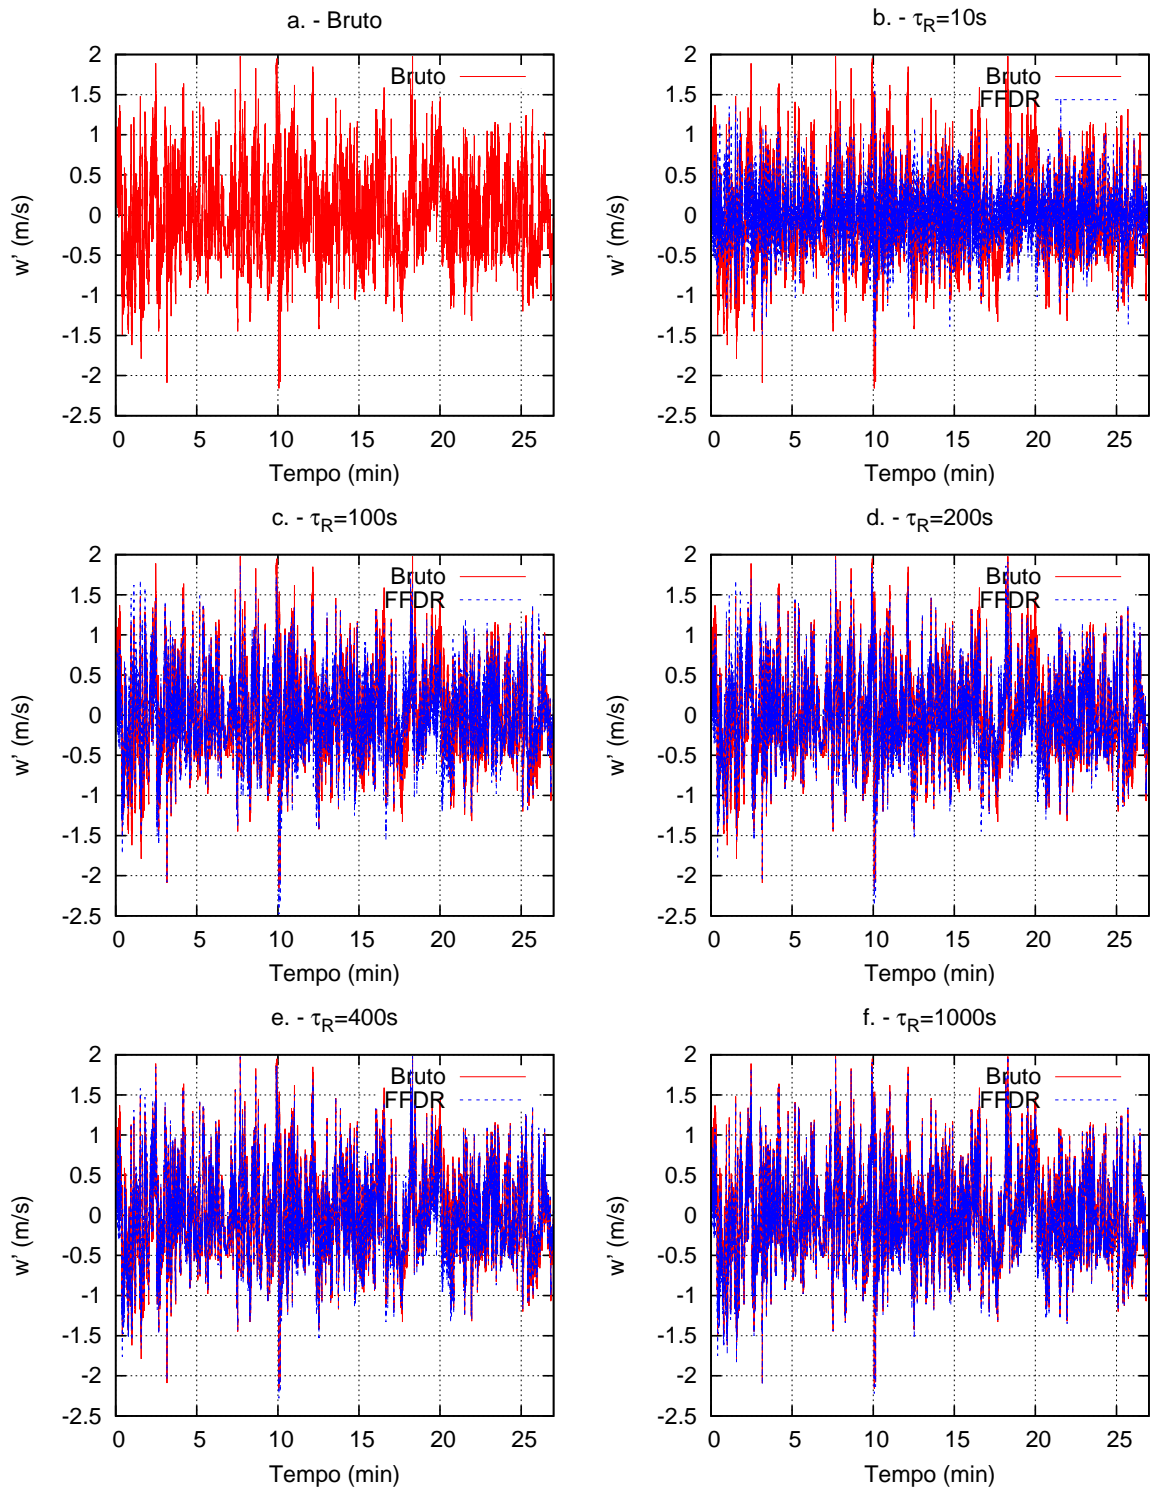 a. - Bruto
Bruto
2
1.5
1
0.5
0
-0.5
-1
-1.5
-2
-2.5
w' (m/s)
0 5 10 15 20 25
Tempo (min)
b. - τR=10s
Bruto
FFDR
2
1.5
1
0.5
0
-0.5
-1
-1.5
-2
-2.5
w' (m/s)
0 5 10 15 20 25
Tempo (min)
c. - τR=100s
Bruto
FFDR
2
1.5
1
0.5
0
-0.5
-1
-1.5
-2
-2.5
w' (m/s)
0 5 10 15 20 25
Tempo (min)
d. - τR=200s
Bruto
FFDR
2
1.5
1
0.5
0
-0.5
-1
-1.5
-2
-2.5
w' (m/s)
0 5 10 15 20 25
Tempo (min)
e. - τR=400s
Bruto
FFDR
2
1.5
1
0.5
0
-0.5
-1
-1.5
-2
-2.5
w' (m/s)
0 5 10 15 20 25
Tempo (min)
f. - τR=1000s
Bruto
FFDR
2
1.5
1
0.5
0
-0.5
-1
-1.5
-2
-2.5
w' (m/s)
0 5 10 15 20 25
Tempo (min)